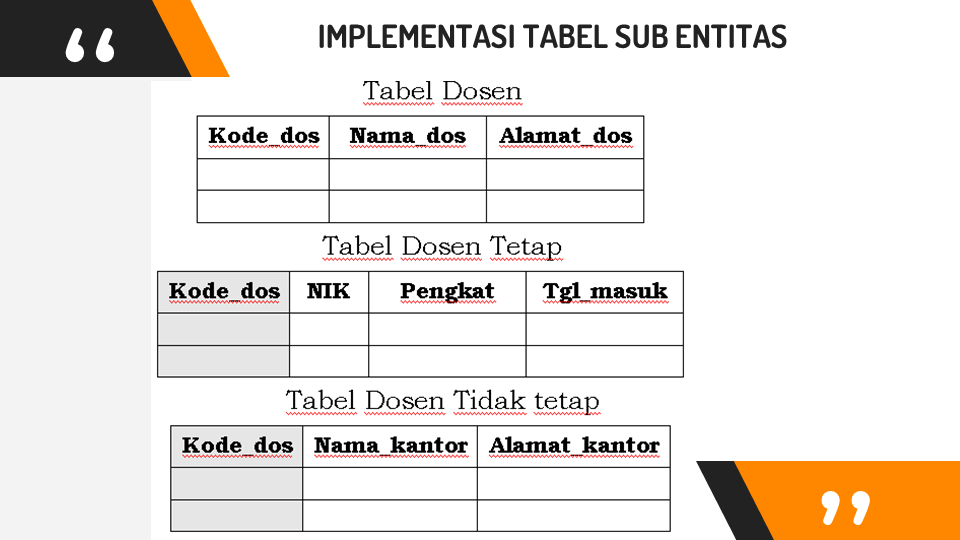 “
IMPLEMENTASI TABEL SUB ENTITAS
Tabel Dosen
Kode_dos Nama_dos Alamat_dos
Tabel Dosen Tetap
Kode_dos NIK Pengkat Tgl_masuk
Tabel Dosen Tidak tetap
Kode_dos Nama_kantor Alamat_kantor
”